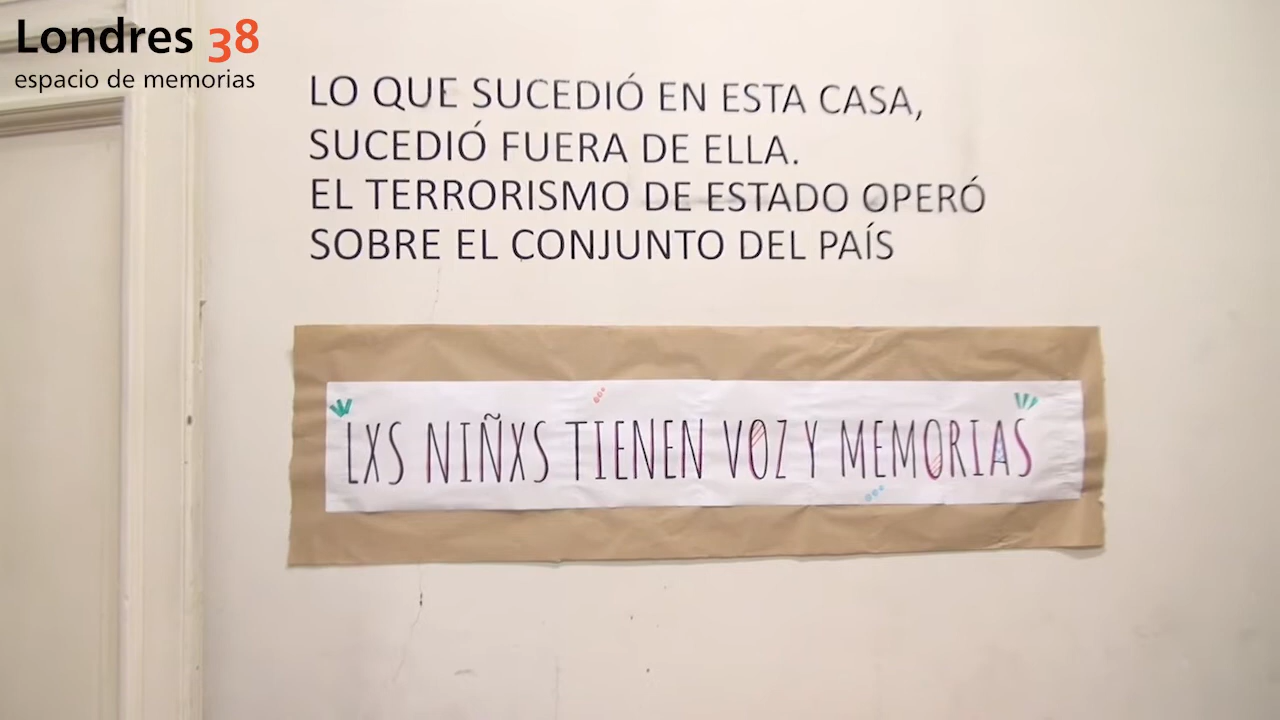 Londres 38
espacio de memorias
LO QUE SUCEDIÓ EN ESTA CASA,
SUCEDIÓ FUERA DE ELLA.
EL TERRORISMO DE ESTADO OPERÓ
SOBRE EL CONJUNTO DEL PAÍS
LXS NIÑXS TIENEN VOZ Y MEMORIAS